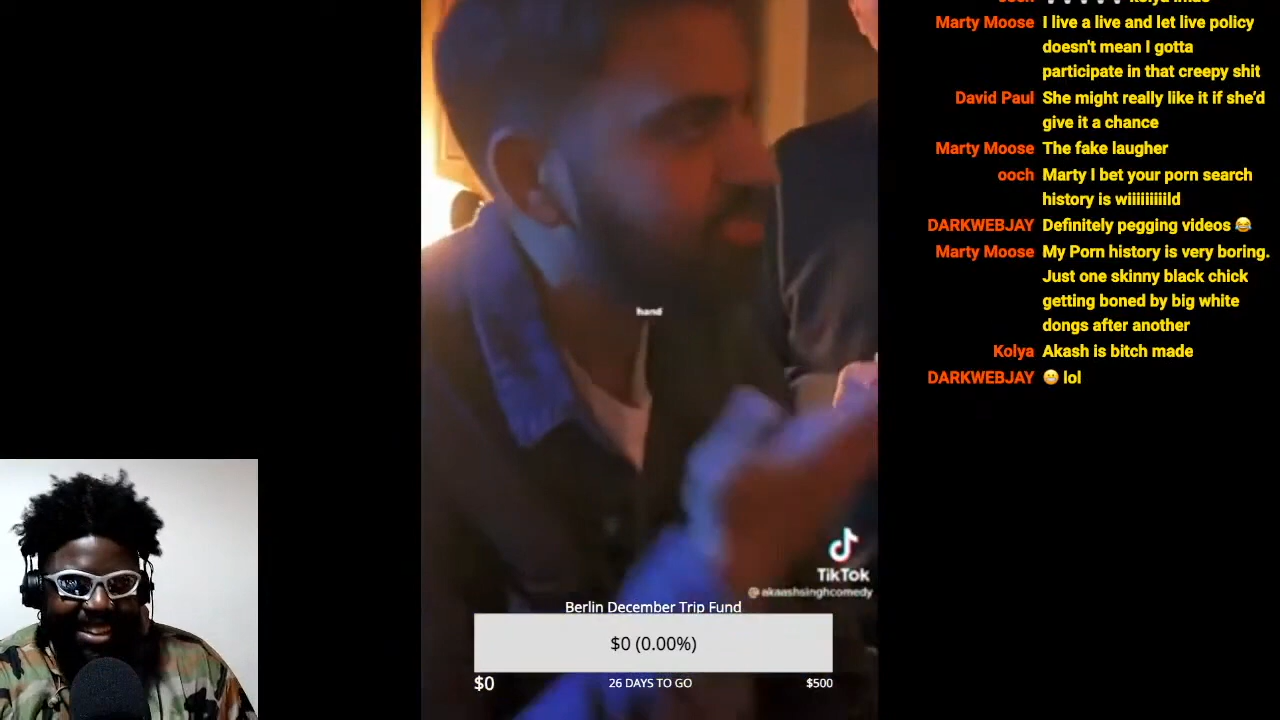 Marty Moose I live a live and let live policy
doesn't mean I gotta
participate in that creepy shit
David Paul She might really like it if she'd
give it a chance
Marty Moose The fake laugher
ooch Marty I bet your porn search
history is wiiiiiiiiiild
DARKWEBJAY Definitely pegging videos 😂
Marty Moose My Porn history is very boring.
Just one skinny black chick
getting boned by big white
dongs after another
Kolya Akash is bitch made
DARKWEBJAY 😬 lol
hand
TikTok
@akaashsinghcomedy
Berlin December Trip Fund
$0 (0.00%)
$0 26 DAYS TO GO $500